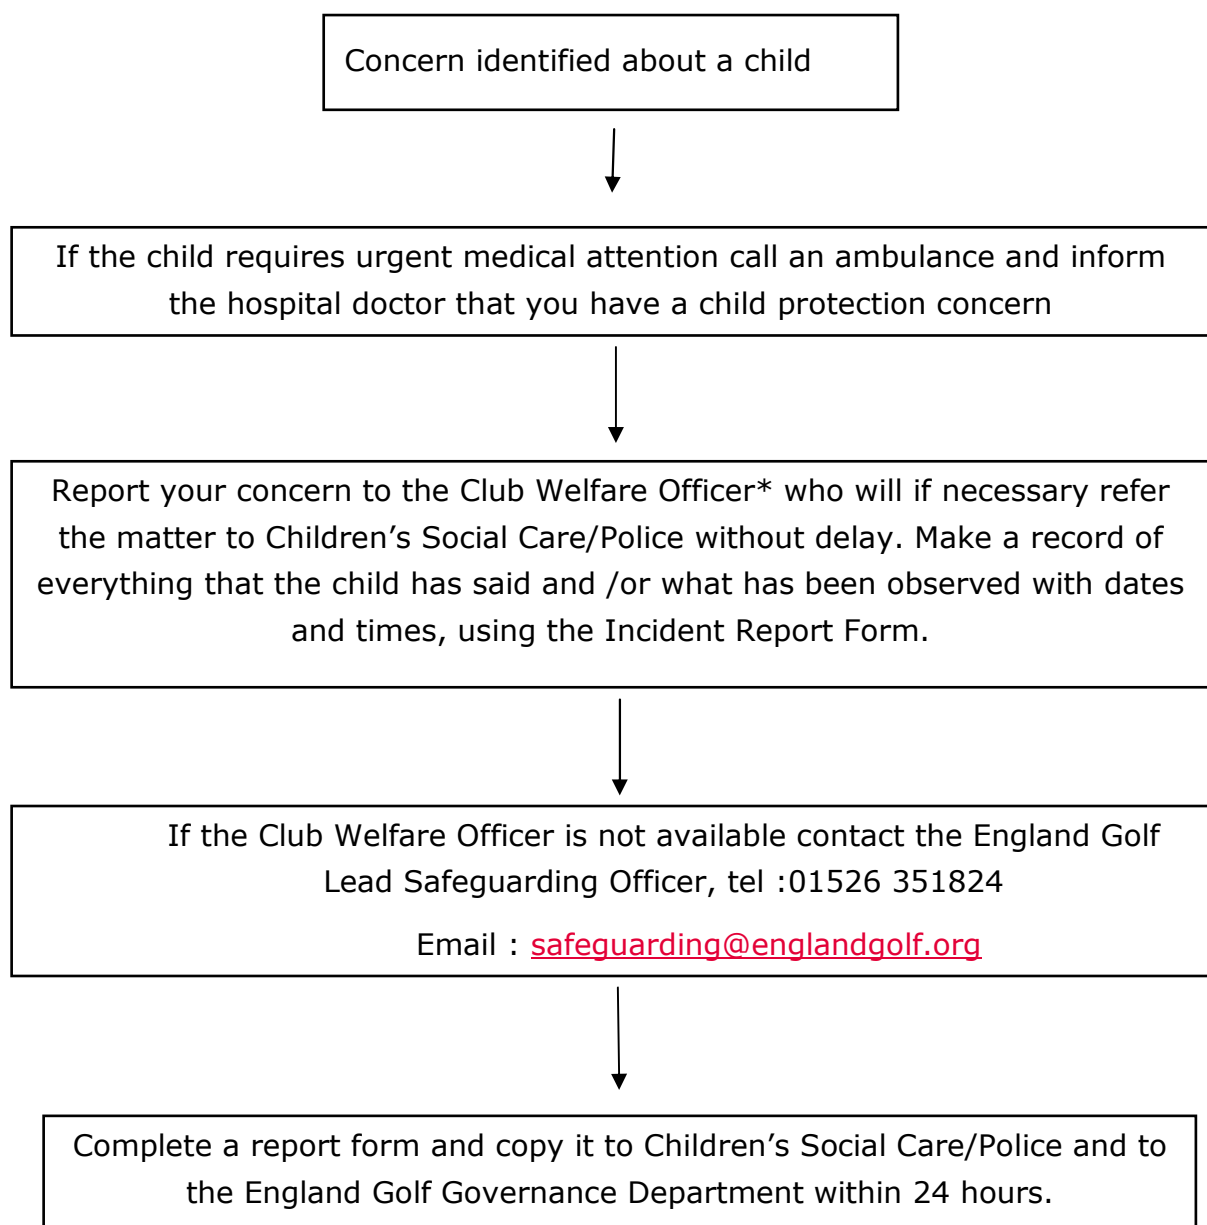 Concern identified about a child
If the child requires urgent medical attention call an ambulance and inform
the hospital doctor that you have a child protection concern
Report your concern to the Club Welfare Officer* who will if necessary refer
the matter to Children’s Social Care/Police without delay. Make a record of
everything that the child has said and /or what has been observed with dates
and times, using the Incident Report Form.
If the Club Welfare Officer is not available contact the England Golf
Lead Safeguarding Officer, tel :01526 351824
Email : safeguarding@englandgolf.org
Complete a report form and copy it to Children’s Social Care/Police and to
the England Golf Governance Department within 24 hours.